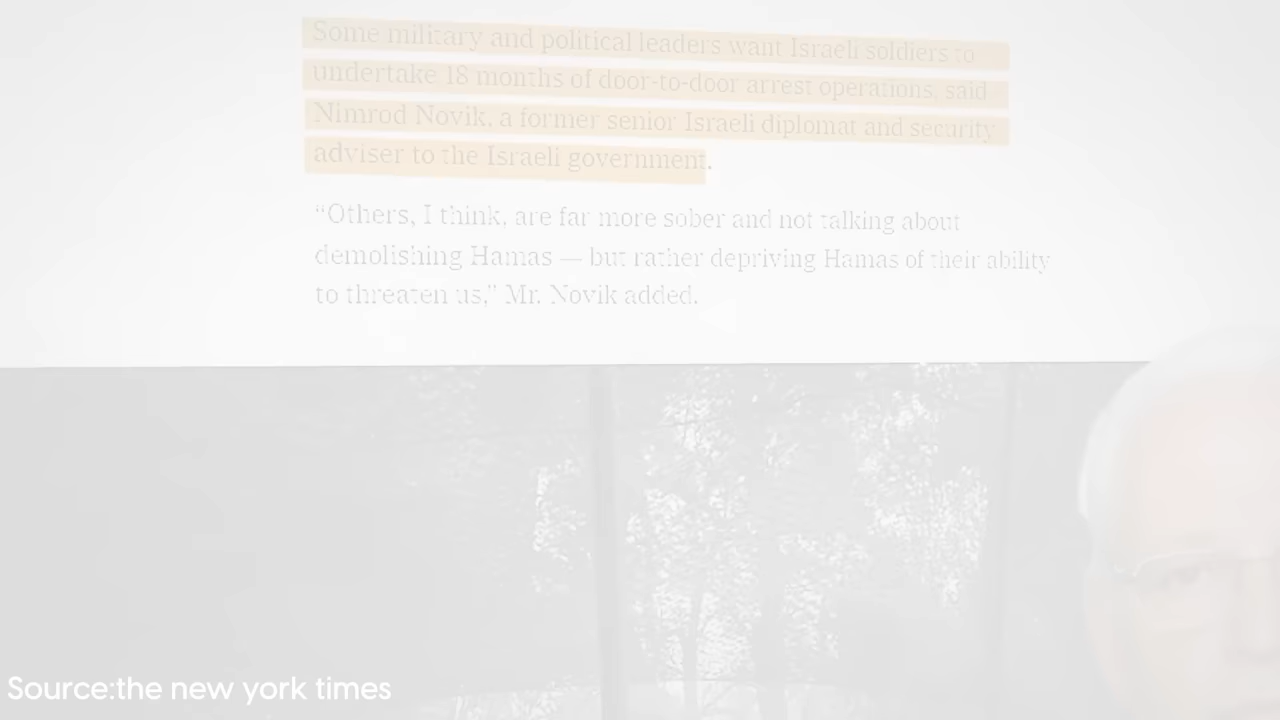 Some military and political leaders want Israeli soldiers to
undertake 18 months of door-to-door arrest operations, said
Nimrod Novik, a former senior Israeli diplomat and security
adviser to the Israeli government.
“Others, I think, are far more sober and not talking about
demolishing Hamas — but rather depriving Hamas of their ability
to threaten us,” Mr. Novik added.
Source:the new york times